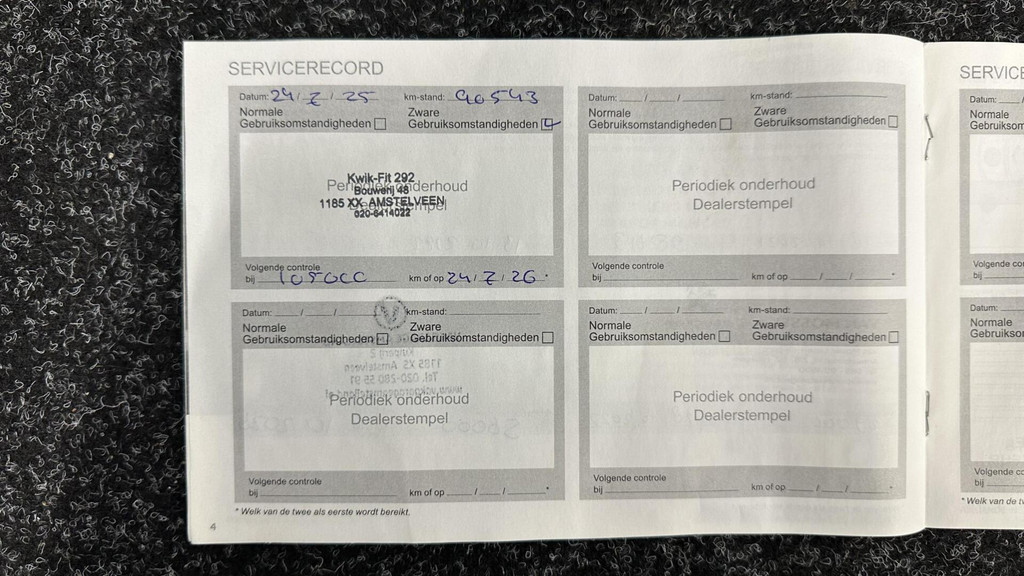 SERVICERECORD
Datum: 24/7/25 km-stand: 90543
Normale Gebruiksomstandigheden
Zware Gebruiksomstandigheden
Periodiek onderhoud
Dealerstempel
Kwik-Fit 292
Bouwerij 48
1185 XX AMSTELVEEN
020-6414022
Volgende controle
bij 105000 km of op 24/7/26 *
Datum: / / km-stand:
Normale Gebruiksomstandigheden
Zware Gebruiksomstandigheden
Periodiek onderhoud
Dealerstempel
Volgende controle
bij km of op / / *
Datum: / / km-stand:
Normale Gebruiksomstandigheden
Zware Gebruiksomstandigheden
Periodiek onderhoud
Dealerstempel
Volgende controle
bij km of op / / *
Datum: / / km-stand:
Normale Gebruiksomstandigheden
Zware Gebruiksomstandigheden
Periodiek onderhoud
Dealerstempel
Volgende controle
bij km of op / / *
* Welk van de twee als eerste wordt bereikt.
4
SERVICE
Datum: /
Normale
Gebruiksom
Volgende co
bij
Datum:
Normale
Gebruiksom
Volgende co
bij
* Welk van de tw